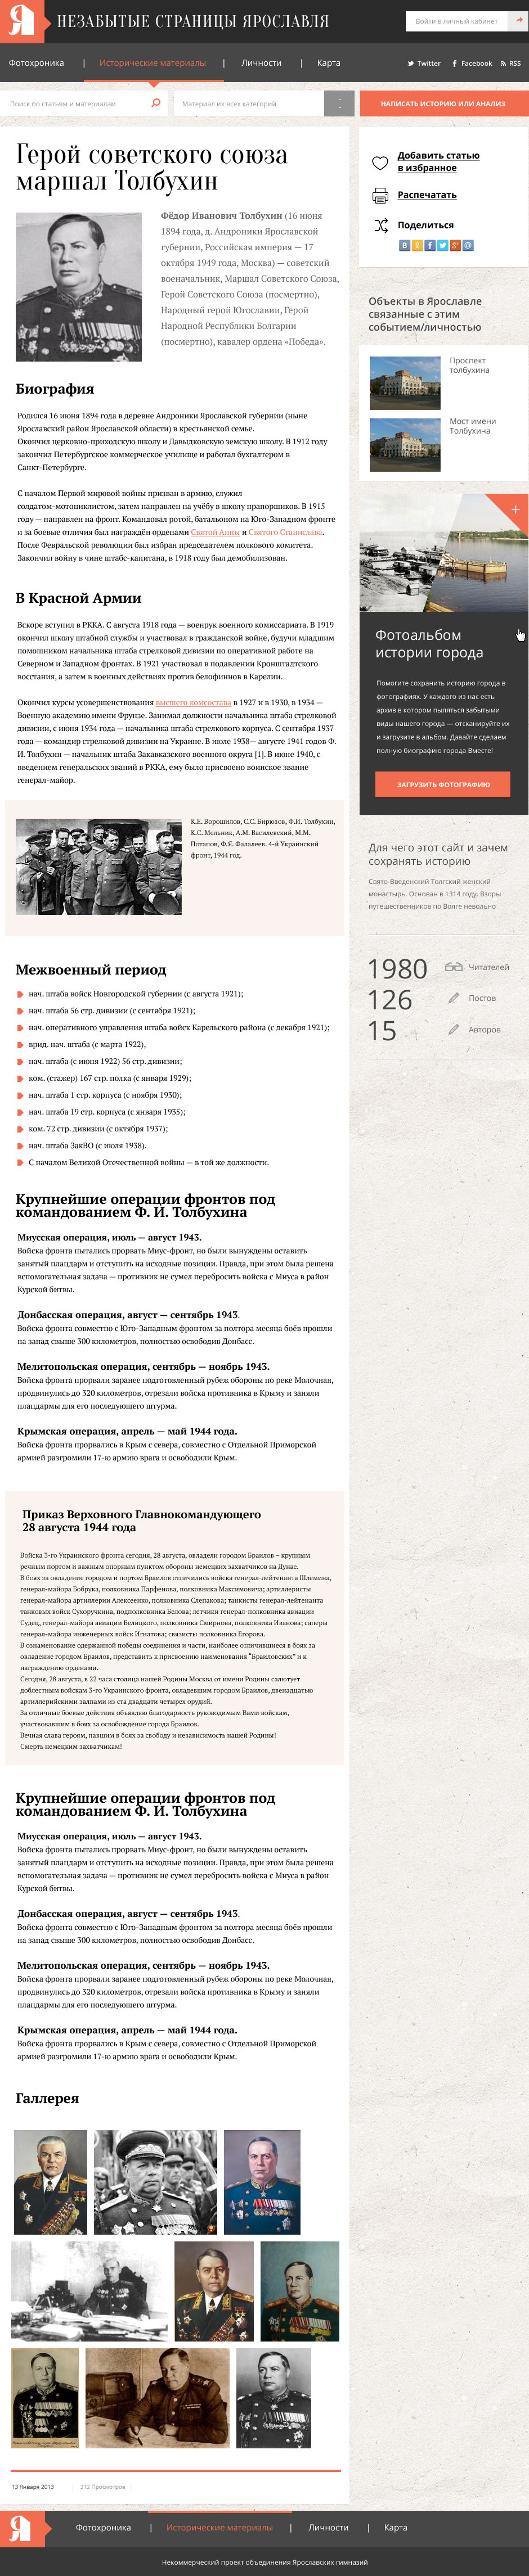 Я НЕЗАБЫТЫЕ СТРАНИЦЫ ЯРОСЛАВЛЯ
Войти в личный кабинет
Фотохроника | Исторические материалы | Личности | Карта
Twitter Facebook RSS
Поиск по статьям и материалам
Материал из всех категорий
НАПИСАТЬ ИСТОРИЮ ИЛИ АНАЛИЗ
Герой советского союза
маршал Толбухин
Фёдор Иванович Толбухин (16 июня
1894 года, д. Андроники Ярославской
губернии, Российская империя — 17
октября 1949 года, Москва) — советский
военачальник, Маршал Советского Союза,
Герой Советского Союза (посмертно),
Народный герой Югославии, Герой
Народной Республики Болгарии
(посмертно), кавалер ордена «Победа».
Биография
Родился 16 июня 1894 года в деревне Андроники Ярославской губернии (ныне
Ярославский район Ярославской области) в крестьянской семье.
Окончил церковно-приходскую школу и Давыдковскую земскую школу. В 1912 году
закончил Петербургское коммерческое училище и работал бухгалтером в
Санкт-Петербурге.
С началом Первой мировой войны призван в армию, служил
солдатом-мотоциклистом, затем направлен на учёбу в школу прапорщиков. В 1915
году — направлен на фронт. Командовал ротой, батальоном на Юго-Западном фронте
и за боевые отличия был награждён орденами Святой Анны и Святого Станислава.
После Февральской революции был избран председателем полкового комитета.
Закончил войну в чине штабс-капитана, в 1918 году был демобилизован.
В Красной Армии
Вскоре вступил в РККА. С августа 1918 года — военрук военного комиссариата. В 1919
окончил школу штабной службы и участвовал в гражданской войне, будучи младшим
помощником начальника штаба стрелковой дивизии по оперативной работе на
Северном и Западном фронтах. В 1921 участвовал в подавлении Кронштадтского
восстания, а затем в военных действиях против белофиннов в Карелии.
Окончил курсы усовершенствования высшего комсостава в 1927 и в 1930, в 1934 —
Военную академию имени Фрунзе. Занимал должности начальника штаба стрелковой
дивизии, с июня 1934 года — начальника штаба стрелкового корпуса. С сентября 1937
года — командир стрелковой дивизии на Украине. В июле 1938— августе 1941 годов Ф.
И. Толбухин — начальник штаба Закавказского военного округа [1]. В июне 1940, с
введением генеральских званий в РККА, ему было присвоено воинское звание
генерал-майор.
К.Е. Ворошилов, С.С. Бирюзов, Ф.И. Толбухин,
К.С. Мельник, А.М. Василевский, М.М.
Потапов, Ф.Я. Фалалеев. 4-й Украинский
фронт, 1944 год.
Межвоенный период
нач. штаба войск Новгородской губернии (с августа 1921);
нач. штаба 56 стр. дивизии (с сентября 1921);
нач. оперативного управления штаба войск Карельского района (с декабря 1921);
врид. нач. штаба (с марта 1922),
нач. штаба (с июня 1922) 56 стр. дивизии;
ком. (стажер) 167 стр. полка (с января 1929);
нач. штаба 1 стр. корпуса (с ноября 1930);
нач. штаба 19 стр. корпуса (с января 1935);
ком. 72 стр. дивизии (с октября 1937);
нач. штаба ЗакВО (с июля 1938).
С началом Великой Отечественной войны — в той же должности.
Крупнейшие операции фронтов под
командованием Ф. И. Толбухина
Миусская операция, июль — август 1943.
Войска фронта пытались прорвать Миус-фронт, но были вынуждены оставить
занятый плацдарм и отступить на исходные позиции. Правда, при этом была решена
вспомогательная задача — противник не сумел перебросить войска с Миуса в район
Курской битвы.
Донбасская операция, август — сентябрь 1943.
Войска фронта совместно с Юго-Западным фронтом за полтора месяца боёв прошли
на запад свыше 300 километров, полностью освободив Донбасс.
Мелитопольская операция, сентябрь — ноябрь 1943.
Войска фронта прорвали заранее подготовленный рубеж обороны по реке Молочная,
продвинулись до 320 километров, отрезали войска противника в Крыму и заняли
плацдармы для его последующего штурма.
Крымская операция, апрель — май 1944 года.
Войска фронта прорвались в Крым с севера, совместно с Отдельной Приморской
армией разгромили 17-ю армию врага и освободили Крым.
Приказ Верховного Главнокомандующего
28 августа 1944 года
Войска 3-го Украинского фронта сегодня, 28 августа, овладели городом Браилов – крупным
речным портом и важным опорным пунктом обороны немецких захватчиков на Дунае.
В боях за овладение городом и портом Браилов отличились войска генерал-лейтенанта Шлемина,
генерал-майора Бобрука, полковника Парфенова, полковника Максимовича; артиллеристы
генерал-майора артиллерии Алексеенко, полковника Слепакова; танкисты генерал-лейтенанта
танковых войск Сухоручкина, подполковника Белова; летчики генерал-полковника авиации
Судец, генерал-майора авиации Белицкого, полковника Смирнова, полковника Иванова; саперы
генерал-майора инженерных войск Игнатова; связисты полковника Егорова.
В ознаменование одержанной победы соединения и части, наиболее отличившиеся в боях за
овладение городом Браилов, представить к присвоению наименования "Браиловских" и к
награждению орденами.
Сегодня, 28 августа, в 22 часа столица нашей Родины Москва от имени Родины салютует
доблестным войскам 3-го Украинского фронта, овладевшим городом Браилов, двенадцатью
артиллерийскими залпами из ста двадцати четырех орудий.
За отличные боевые действия объявляю благодарность руководимым Вами войскам,
участвовавшим в боях за освобождение города Браилов.
Вечная слава героям, павшим в боях за свободу и независимость нашей Родины!
Смерть немецким захватчикам!
Крупнейшие операции фронтов под
командованием Ф. И. Толбухина
Миусская операция, июль — август 1943.
Войска фронта пытались прорвать Миус-фронт, но были вынуждены оставить
занятый плацдарм и отступить на исходные позиции. Правда, при этом была решена
вспомогательная задача — противник не сумел перебросить войска с Миуса в район
Курской битвы.
Донбасская операция, август — сентябрь 1943.
Войска фронта совместно с Юго-Западным фронтом за полтора месяца боёв прошли
на запад свыше 300 километров, полностью освободив Донбасс.
Мелитопольская операция, сентябрь — ноябрь 1943.
Войска фронта прорвали заранее подготовленный рубеж обороны по реке Молочная,
продвинулись до 320 километров, отрезали войска противника в Крыму и заняли
плацдармы для его последующего штурма.
Крымская операция, апрель — май 1944 года.
Войска фронта прорвались в Крым с севера, совместно с Отдельной Приморской
армией разгромили 17-ю армию врага и освободили Крым.
Галлерея
13 Января 2013 | 312 Просмотров
Добавить статью
в избранное
Распечатать
Поделиться
Объекты в Ярославле
связанные с этим
событием/личностью
Проспект
толбухина
Мост имени
Толбухина
Фотоальбом
истории города
Помогите сохранить историю города в
фотографиях. У каждого из нас есть
архив в котором пыляться забытыми
виды нашего города — отсканируйте их
и загрузите в альбом. Давайте сделаем
полную биографию города Вместе!
ЗАГРУЗИТЬ ФОТОГРАФИЮ
Для чего этот сайт и зачем
сохранять историю
Свято-Введенский Толгский женский
монастырь. Основан в 1314 году. Взоры
путешественников по Волге невольно
1980 Читателей
126 Постов
15 Авторов
Я Фотохроника | Исторические материалы | Личности | Карта
Некоммерческий проект объединения Ярославских гимназий